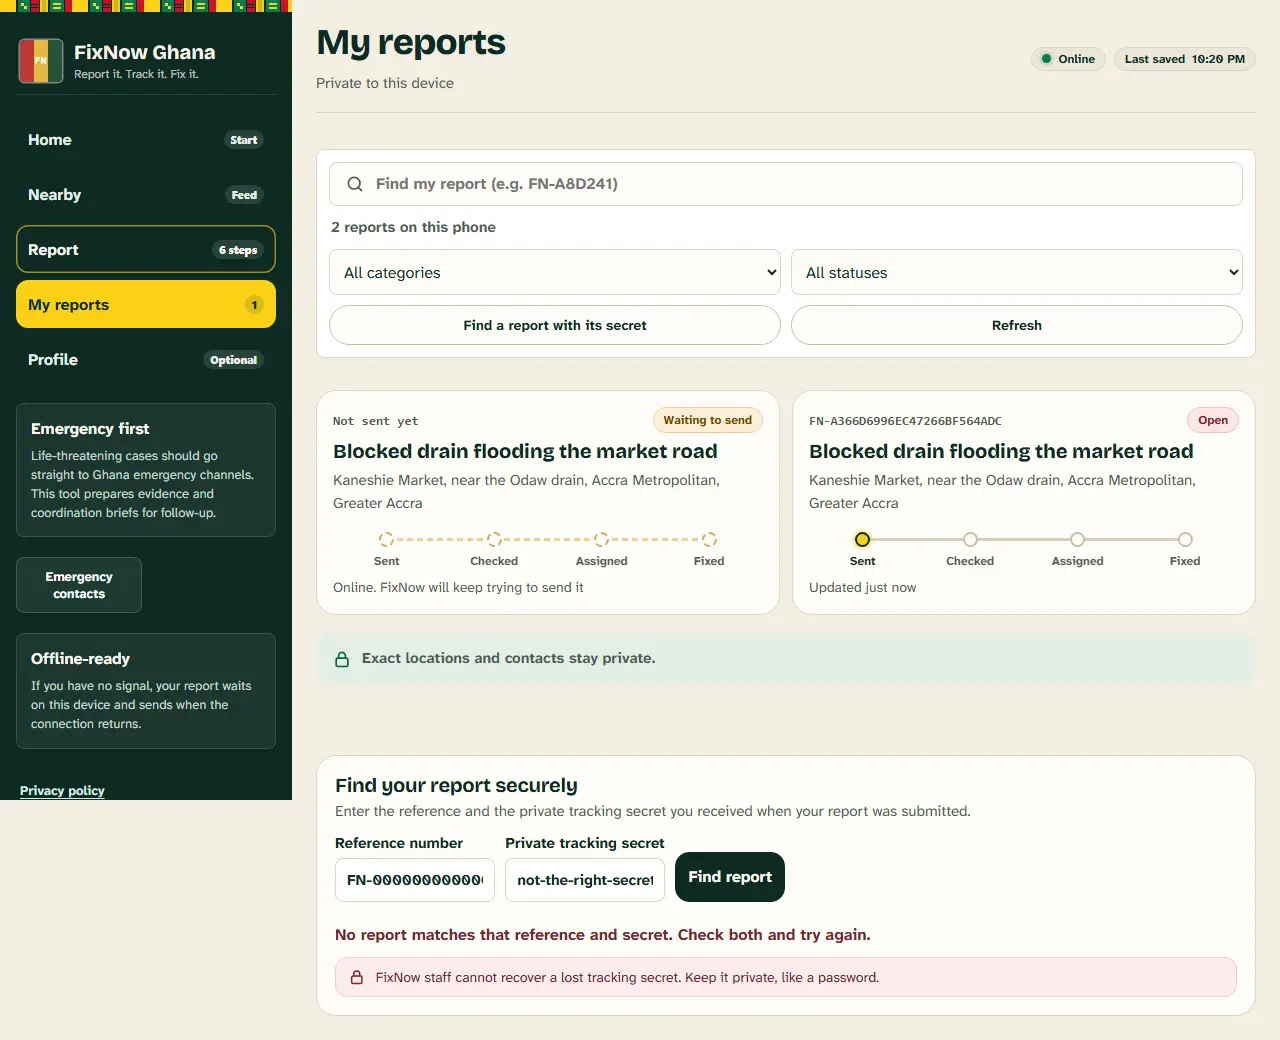 FN
FixNow Ghana
Report it. Track it. Fix it.
Home
Start
Nearby
Feed
Report
6 steps
My reports
1
Profile
Optional
Emergency first
Life-threatening cases should go
straight to Ghana emergency channels.
This tool prepares evidence and
coordination briefs for follow-up.
Emergency
contacts
Offline-ready
If you have no signal, your report waits
on this device and sends when the
connection returns.
Privacy policy
My reports
Private to this device
Online
Last saved 10:20 PM
Find my report (e.g. FN-A8D241)
2 reports on this phone
All categories
All statuses
Find a report with its secret
Refresh
Not sent yet
Waiting to send
Blocked drain flooding the market road
Kaneshie Market, near the Odaw drain, Accra Metropolitan,
Greater Accra
Sent
Checked
Assigned
Fixed
Online. FixNow will keep trying to send it
FN-A366D6996EC47266BF564ADC
Open
Blocked drain flooding the market road
Kaneshie Market, near the Odaw drain, Accra Metropolitan,
Greater Accra
Sent
Checked
Assigned
Fixed
Updated just now
Exact locations and contacts stay private.
Find your report securely
Enter the reference and the private tracking secret you received when your report was submitted.
Reference number
Private tracking secret
FN-00000000000
not-the-right-secret
Find report
No report matches that reference and secret. Check both and try again.
FixNow staff cannot recover a lost tracking secret. Keep it private, like a password.